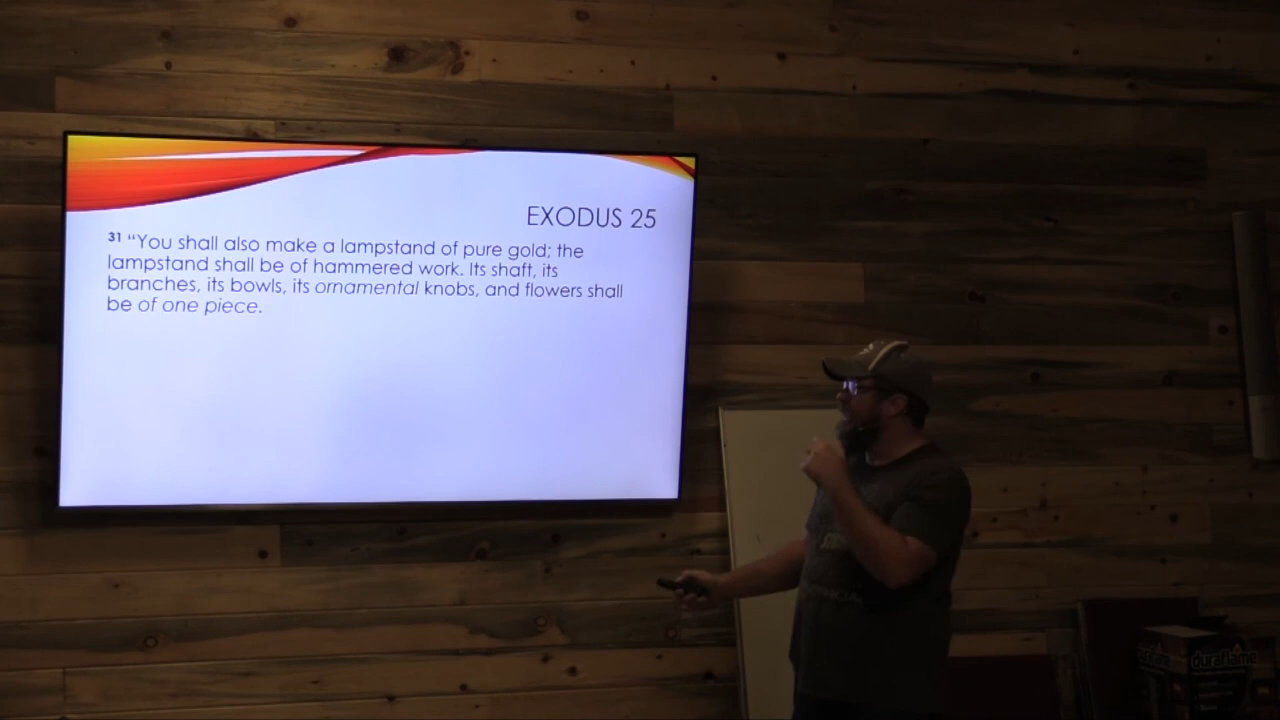 EXODUS 25
31 “You shall also make a lampstand of pure gold; the
lampstand shall be of hammered work. Its shaft, its
branches, its bowls, its ornamental knobs, and flowers shall
be of one piece.
duraflame